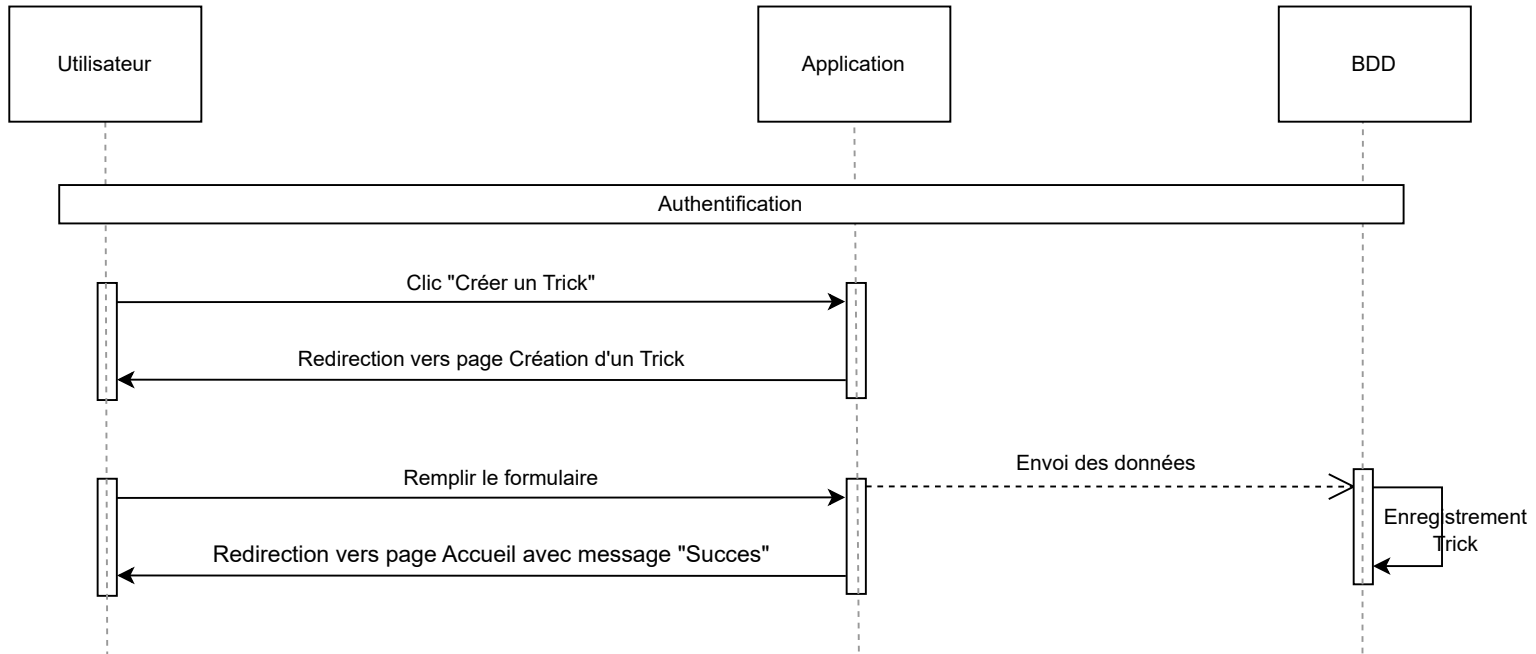 Utilisateur
Application
BDD
Authentification
Clic "Créer un Trick"
Redirection vers page Création d'un Trick
Remplir le formulaire
Envoi des données
Enregistrement
Trick
Redirection vers page Accueil avec message "Succes"